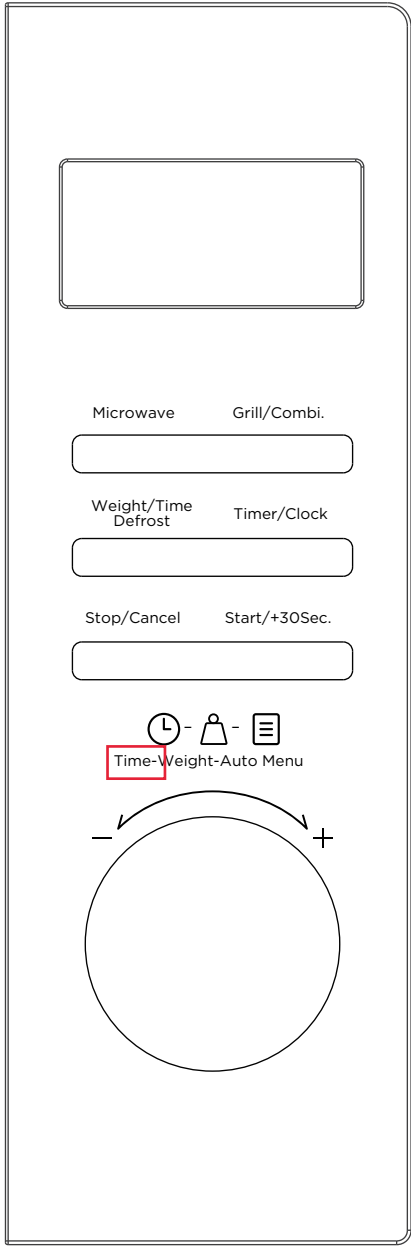 Microwave Grill/Combi.
Weight/Time
Defrost Timer/Clock
Stop/Cancel Start/+30Sec.
Time-Weight-Auto Menu